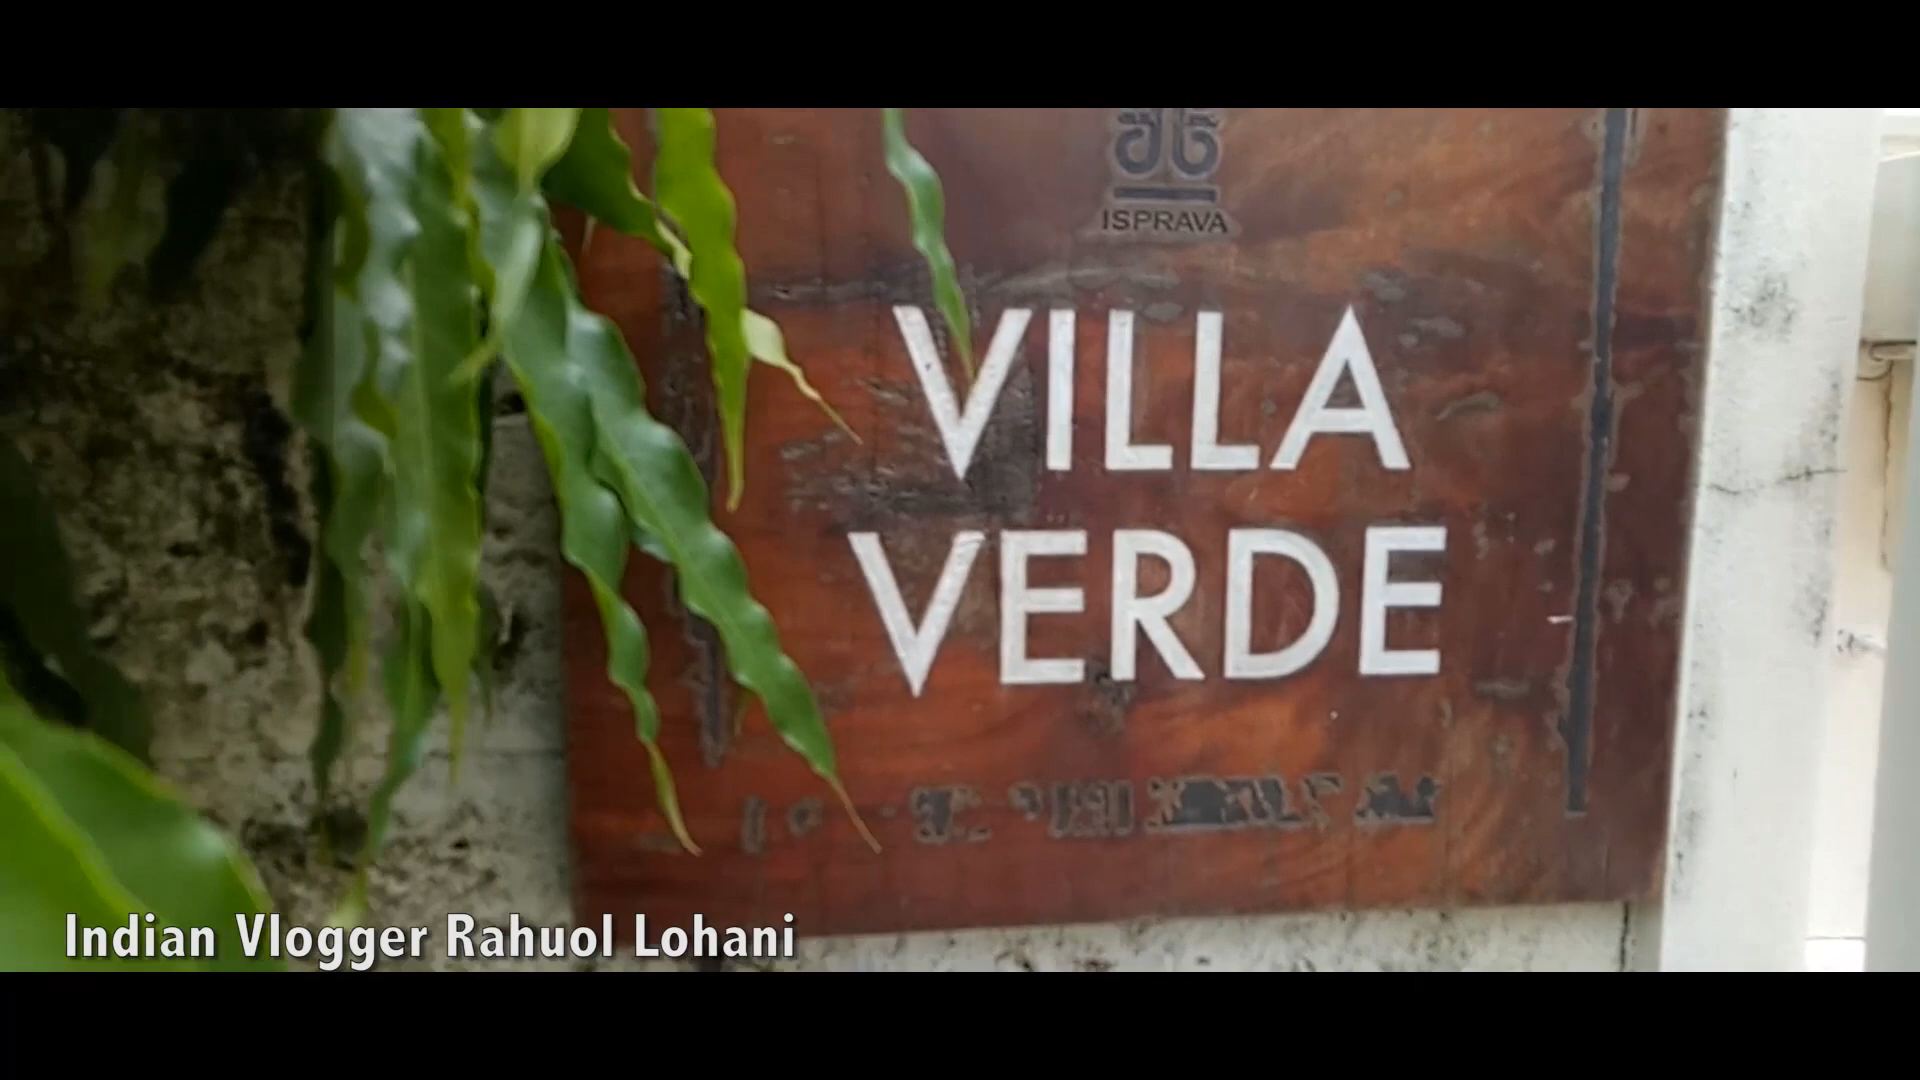 ISPRAVA
VILLA
VERDE
Indian Vlogger Rahuol Lohani